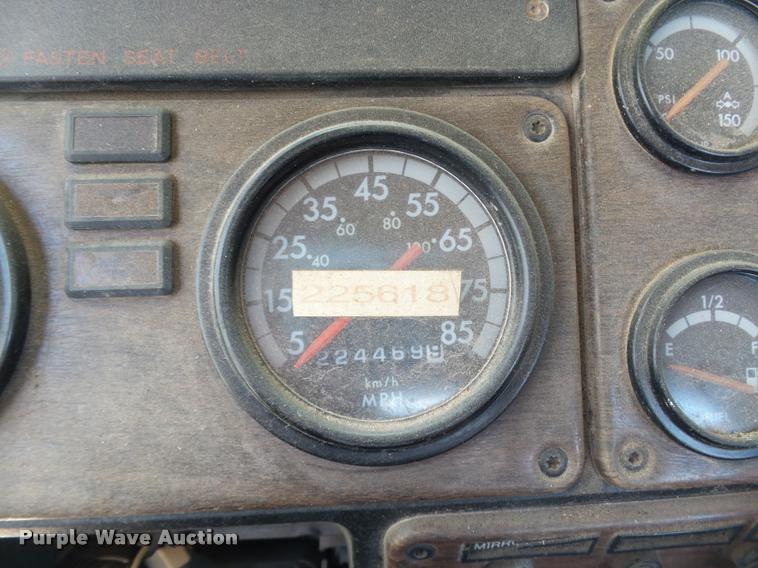 FASTEN SEAT BELT
50 100 150
PSI
A
5 15 25 35 45 55 65 75 85
40 60 80 100
225618
224469
km/h
MPH
1/2
E F
FUEL
MIRR
Purple Wave Auction